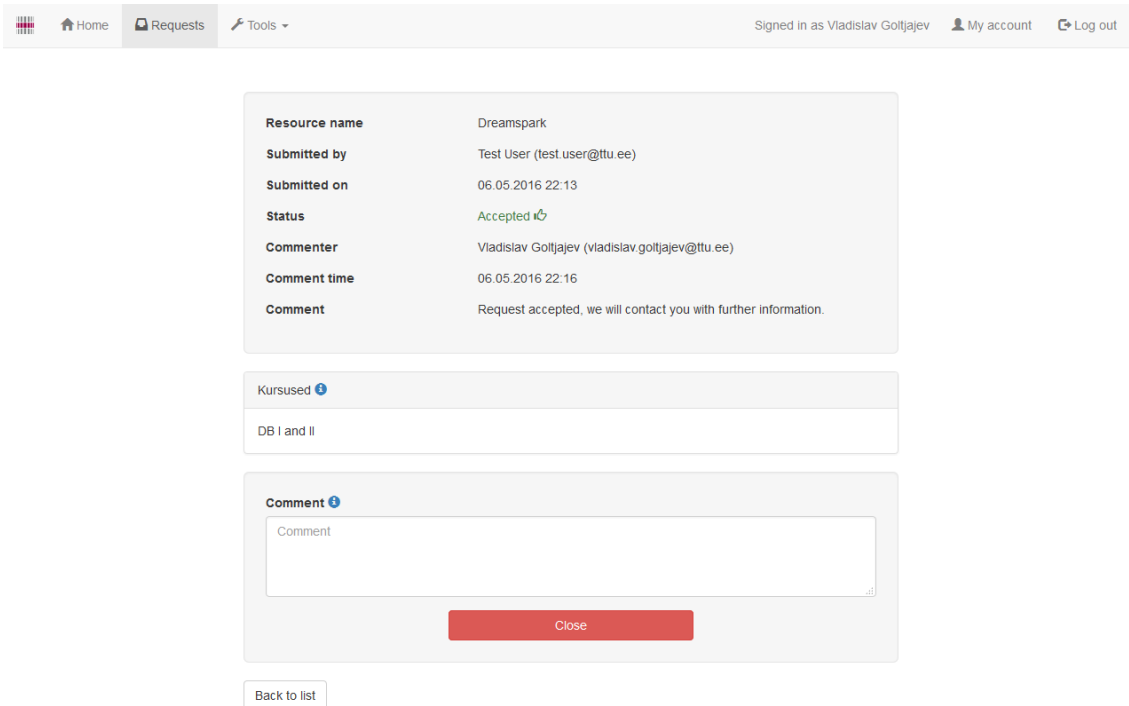 Home Requests Tools Signed in as Vladislav Goltjajev My account Log out
Resource name Dreamspark
Submitted by Test User (test.user@ttu.ee)
Submitted on 06.05.2016 22:13
Status Accepted
Commenter Vladislav Goltjajev (vladislav.goltjajev@ttu.ee)
Comment time 06.05.2016 22:16
Comment Request accepted, we will contact you with further information.
Kursused
DB I and II
Comment
Comment
Close
Back to list